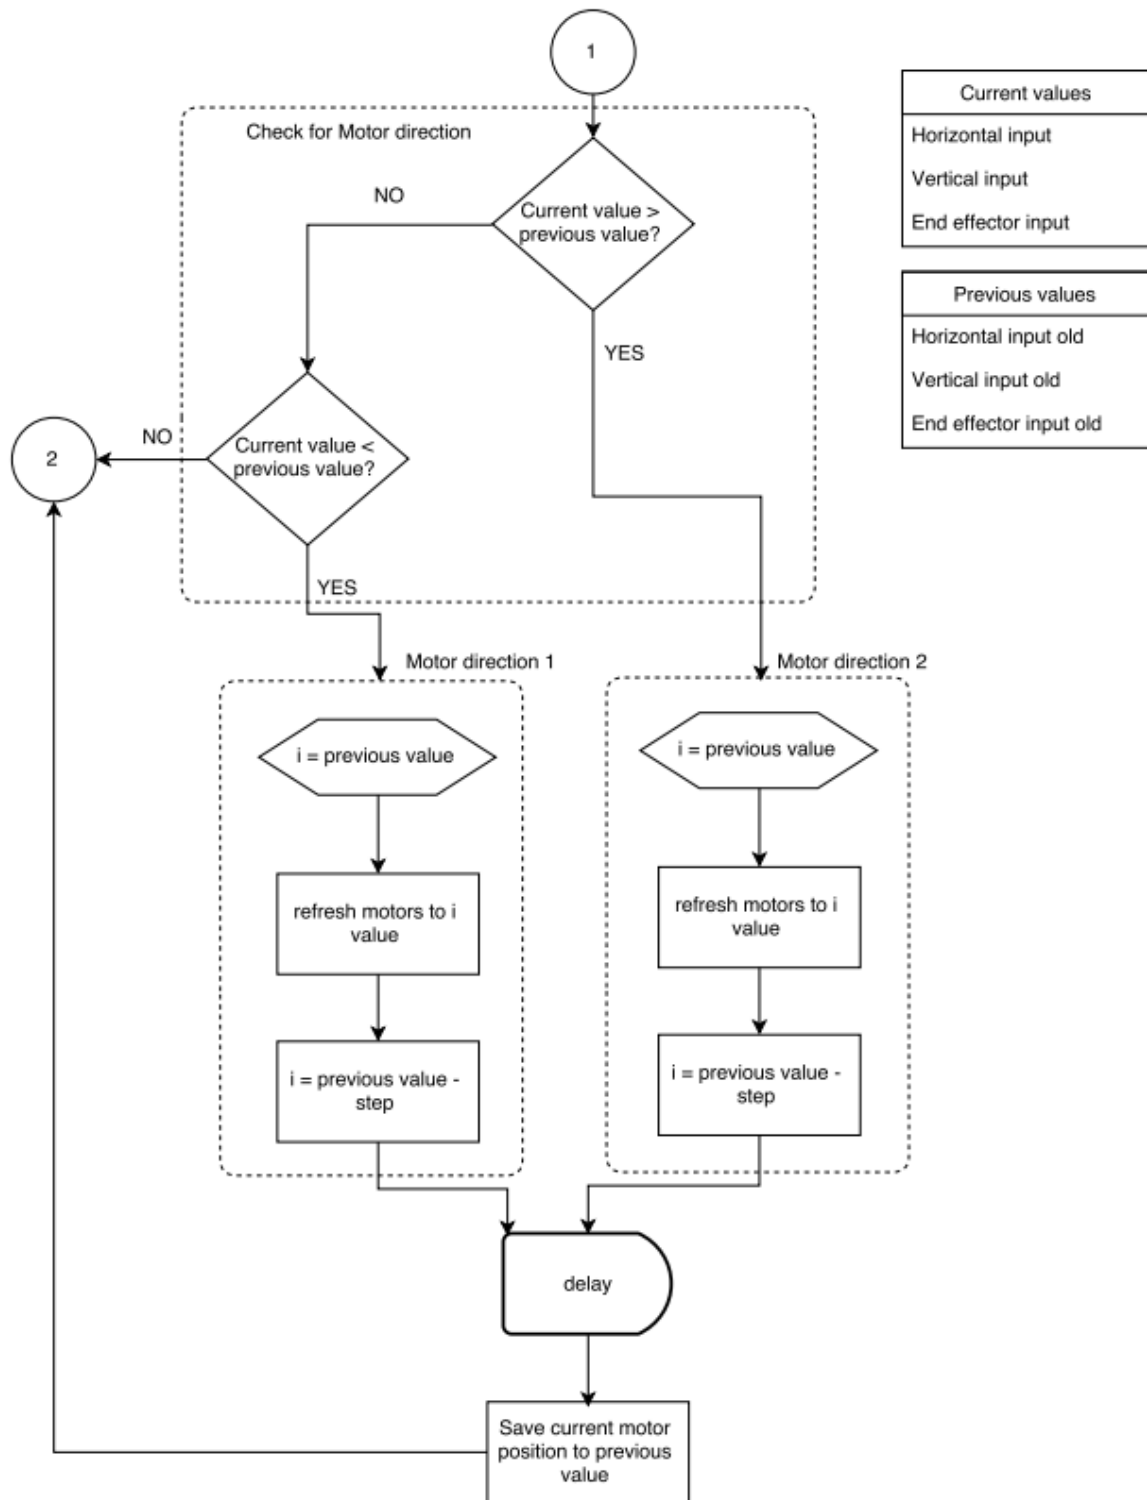 1
Check for Motor direction
NO
Current value >
previous value?
YES
Current values
Horizontal input
Vertical input
End effector input
Previous values
Horizontal input old
Vertical input old
End effector input old
2
NO
Current value <
previous value?
YES
Motor direction 1
i = previous value
refresh motors to i
value
i = previous value -
step
Motor direction 2
i = previous value
refresh motors to i
value
i = previous value -
step
delay
Save current motor
position to previous
value